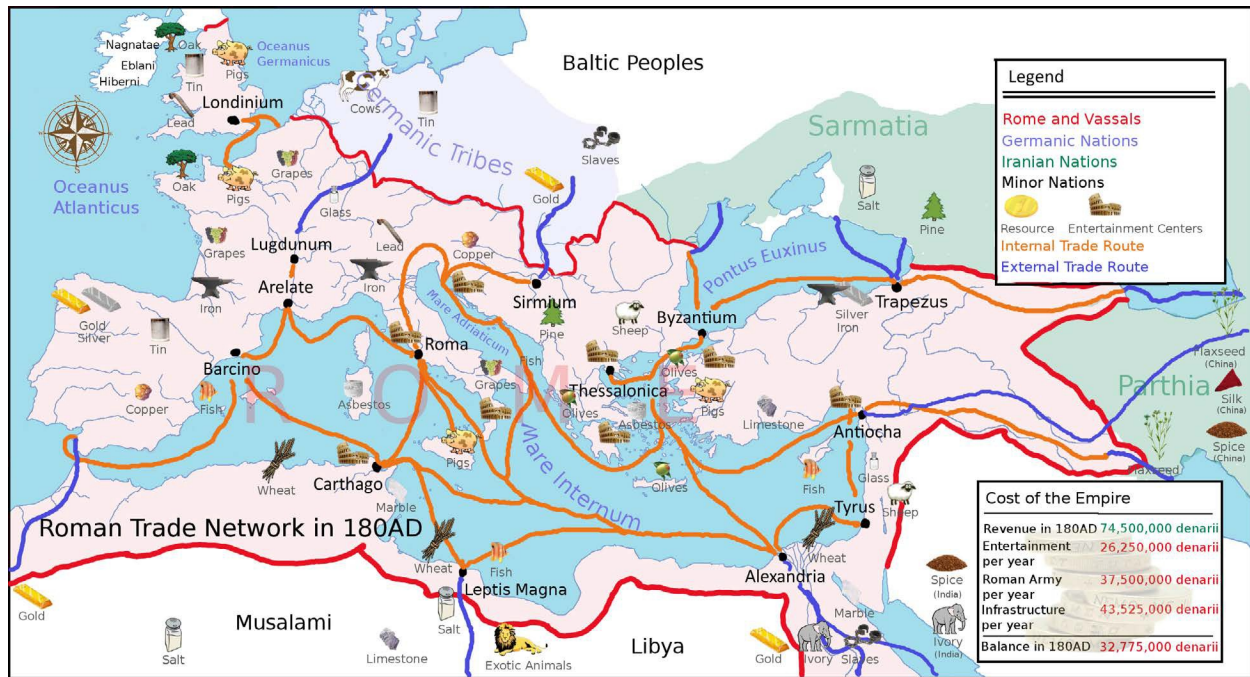 Nagnatae
Eblani
Hiberni
Oak
Pigs
Tin
Oceanus
Germanicus
Londinium
Lead
Cows
Tin
Germanic Tribes
Baltic Peoples
Slaves
Sarmatia
Oak
Pigs
Grapes
Glass
Gold
Salt
Pine
Oceanus
Atlanticus
Lugdunum
Grapes
Lead
Copper
Pontus Euxinus
Arelate
Iron
Iron
Sirmium
Trapezus
Silver
Iron
Gold
Silver
Tin
Mare Adriaticum
Pine
Sheep
Byzantium
Barcino
Roma
Fish
Olives
Copper
Fish
Asbestos
Grapes
Thessalonica
Pigs
ROME
Olives
Asbestos
Limestone
Parthia
Flaxseed
(China)
Silk
(China)
Spice
(China)
Flaxseed
Antiocha
Pigs
Mare Internum
Olives
Fish
Glass
Wheat
Carthago
Marble
Tyrus
Sheep
Roman Trade Network in 180AD
Wheat
Fish
Wheat
Leptis Magna
Alexandria
Marble
Spice
(India)
Gold
Musalami
Salt
Salt
Limestone
Exotic Animals
Libya
Gold
Ivory
Slaves
Ivory
(India)
Legend
Rome and Vassals
Germanic Nations
Iranian Nations
Minor Nations
Resource Entertainment Centers
Internal Trade Route
External Trade Route
Cost of the Empire
Revenue in 180AD 74,500,000 denarii
Entertainment 26,250,000 denarii
per year
Roman Army 37,500,000 denarii
per year
Infrastructure 43,525,000 denarii
per year
Balance in 180AD 32,775,000 denarii